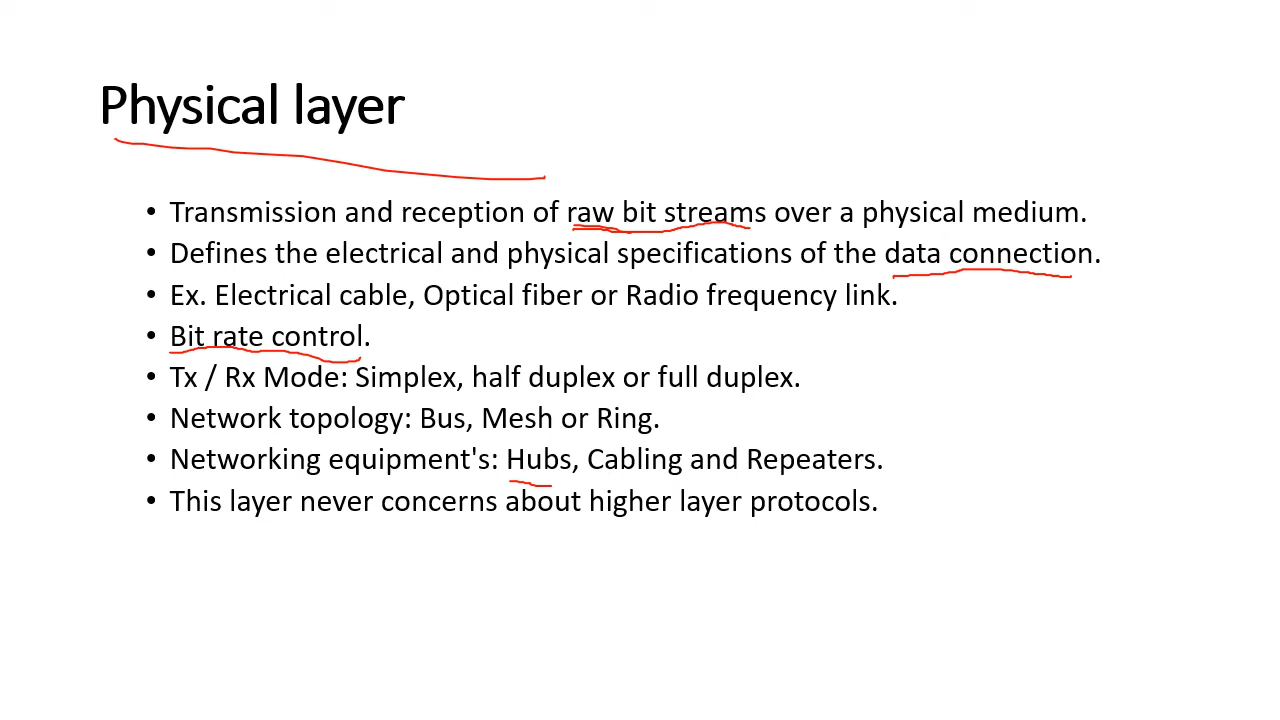 Physical layer
• Transmission and reception of raw bit streams over a physical medium.
• Defines the electrical and physical specifications of the data connection.
• Ex. Electrical cable, Optical fiber or Radio frequency link.
• Bit rate control.
• Tx / Rx Mode: Simplex, half duplex or full duplex.
• Network topology: Bus, Mesh or Ring.
• Networking equipment's: Hubs, Cabling and Repeaters.
• This layer never concerns about higher layer protocols.